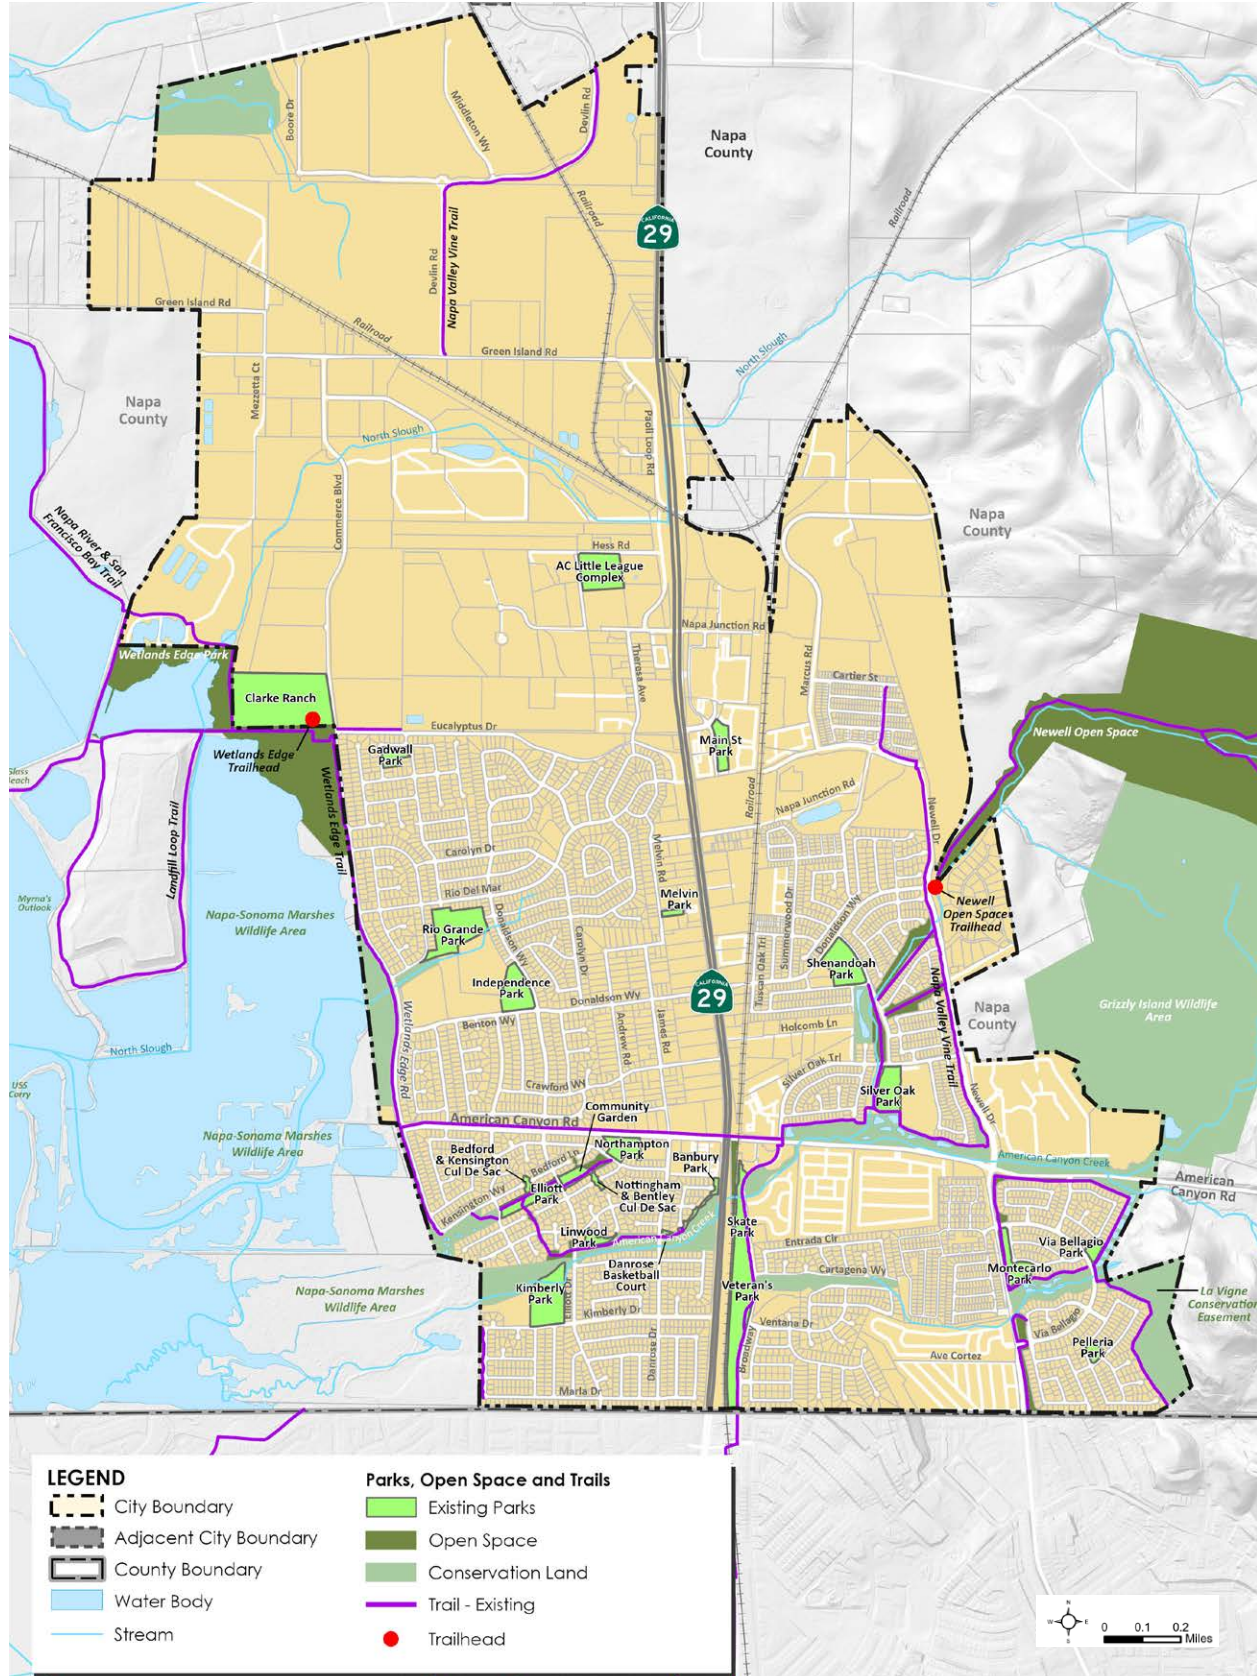 Napa
County
Boore Dr
Middleton Wy
Devlin Rd
Railroad
CALIFORNIA
29
Railroad
Devlin Rd
Napa Valley Vine Trail
Green Island Rd
Railroad
Green Island Rd
North Slough
Mezzetta Ct
Napa
County
Paoli Loop Rd
North Slough
Commerce Blvd
Napa River & San
Francisco Bay Trail
Napa
County
Hess Rd
AC Little League
Complex
Napa Junction Rd
Theresa Ave
Marcus Rd
Wetlands Edge Park
Clarke Ranch
Cartier St
Eucalyptus Dr
Newell Open Space
Wetlands Edge
Trailhead
Gadwall
Park
Main St
Park
Railroad
Napa Junction Rd
Newell Dr
Landfill Loop Trail
Wetlands Edge Trail
Carolyn Dr
Melvin Rd
Rio Del Mar
Melvin
Park
Newell
Open Space
Trailhead
Myrna's
Outlook
Napa-Sonoma Marshes
Wildlife Area
Rio Grande
Park
Donaldson Wy
Carolyn Dr
Summerwood Dr
Donaldson Wy
Shenandoah
Park
Tuscan Oak Trl
Independence
Park
CALIFORNIA
29
Donaldson Wy
Napa Valley Vine Trail
Napa
County
Grizzly Island Wildlife
Area
Wetlands Edge Rd
Benton Wy
Andrew Rd
James Rd
Holcomb Ln
North Slough
USS
Corry
Crawford Wy
Silver Oak Trl
Silver Oak
Park
Newell Dr
Community
Garden
American Canyon Rd
Napa-Sonoma Marshes
Wildlife Area
Bedford
& Kensington
Cul De Sac
Bedford Ln
Northampton
Park
Banbury
Park
American Canyon Creek
American
Canyon Rd
Kensington Wy
Elliott
Park
Nottingham
& Bentley
Cul De Sac
Linwood
Park
American Canyon Creek
Skate
Park
Entrada Cir
Via Bellagio
Park
Danrose
Basketball
Court
Cartagena Wy
Montecarlo
Park
Napa-Sonoma Marshes
Wildlife Area
Kimberly
Park
Elliott Dr
Kimberly Dr
Veteran's
Park
La Vigne
Conservation
Easement
Ventana Dr
Via Bellagio
Danrose Dr
Broadway
Ave Cortez
Pelleria
Park
Marla Dr
LEGEND
City Boundary
Adjacent City Boundary
County Boundary
Water Body
Stream
Parks, Open Space and Trails
Existing Parks
Open Space
Conservation Land
Trail - Existing
Trailhead
N
W
E
S
0 0.1 0.2
Miles